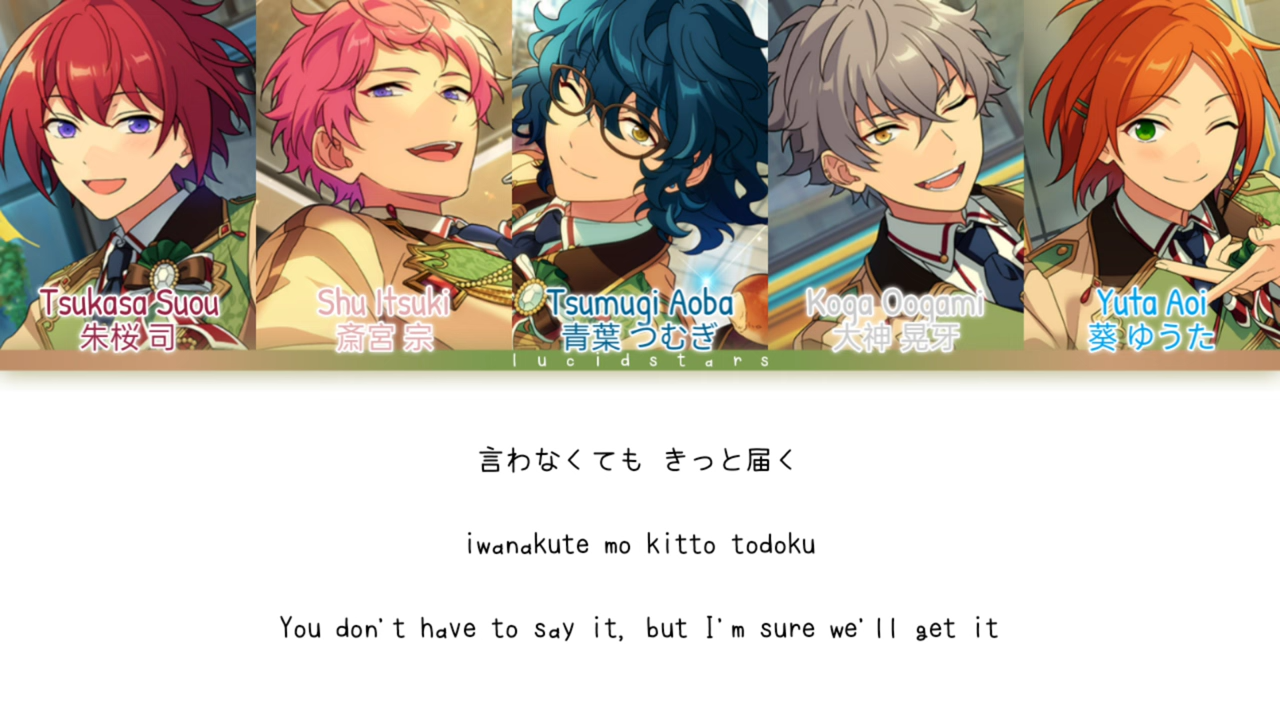 Tsukasa Suou
朱桜 司
Shu Itsuki
斎宮 宗
Tsumugi Aoba
青葉 つむぎ
Koga Oogami
大神 晃牙
Yuta Aoi
葵 ゆうた
lucidstars
言わなくても きっと届く
iwanakute mo kitto todoku
You don't have to say it, but I'm sure we'll get it